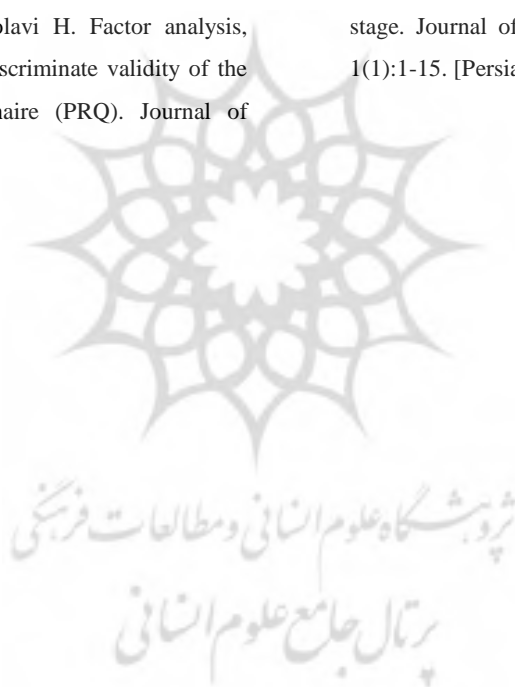 olavi H. Factor analysis,
scriminate validity of the
naire (PRQ). Journal of
stage. Journal of
1(1):1-15. [Persia
پژوهشگاه علوم انسانی و مطالعات فرهنگی
پرتال جامع علوم انسانی